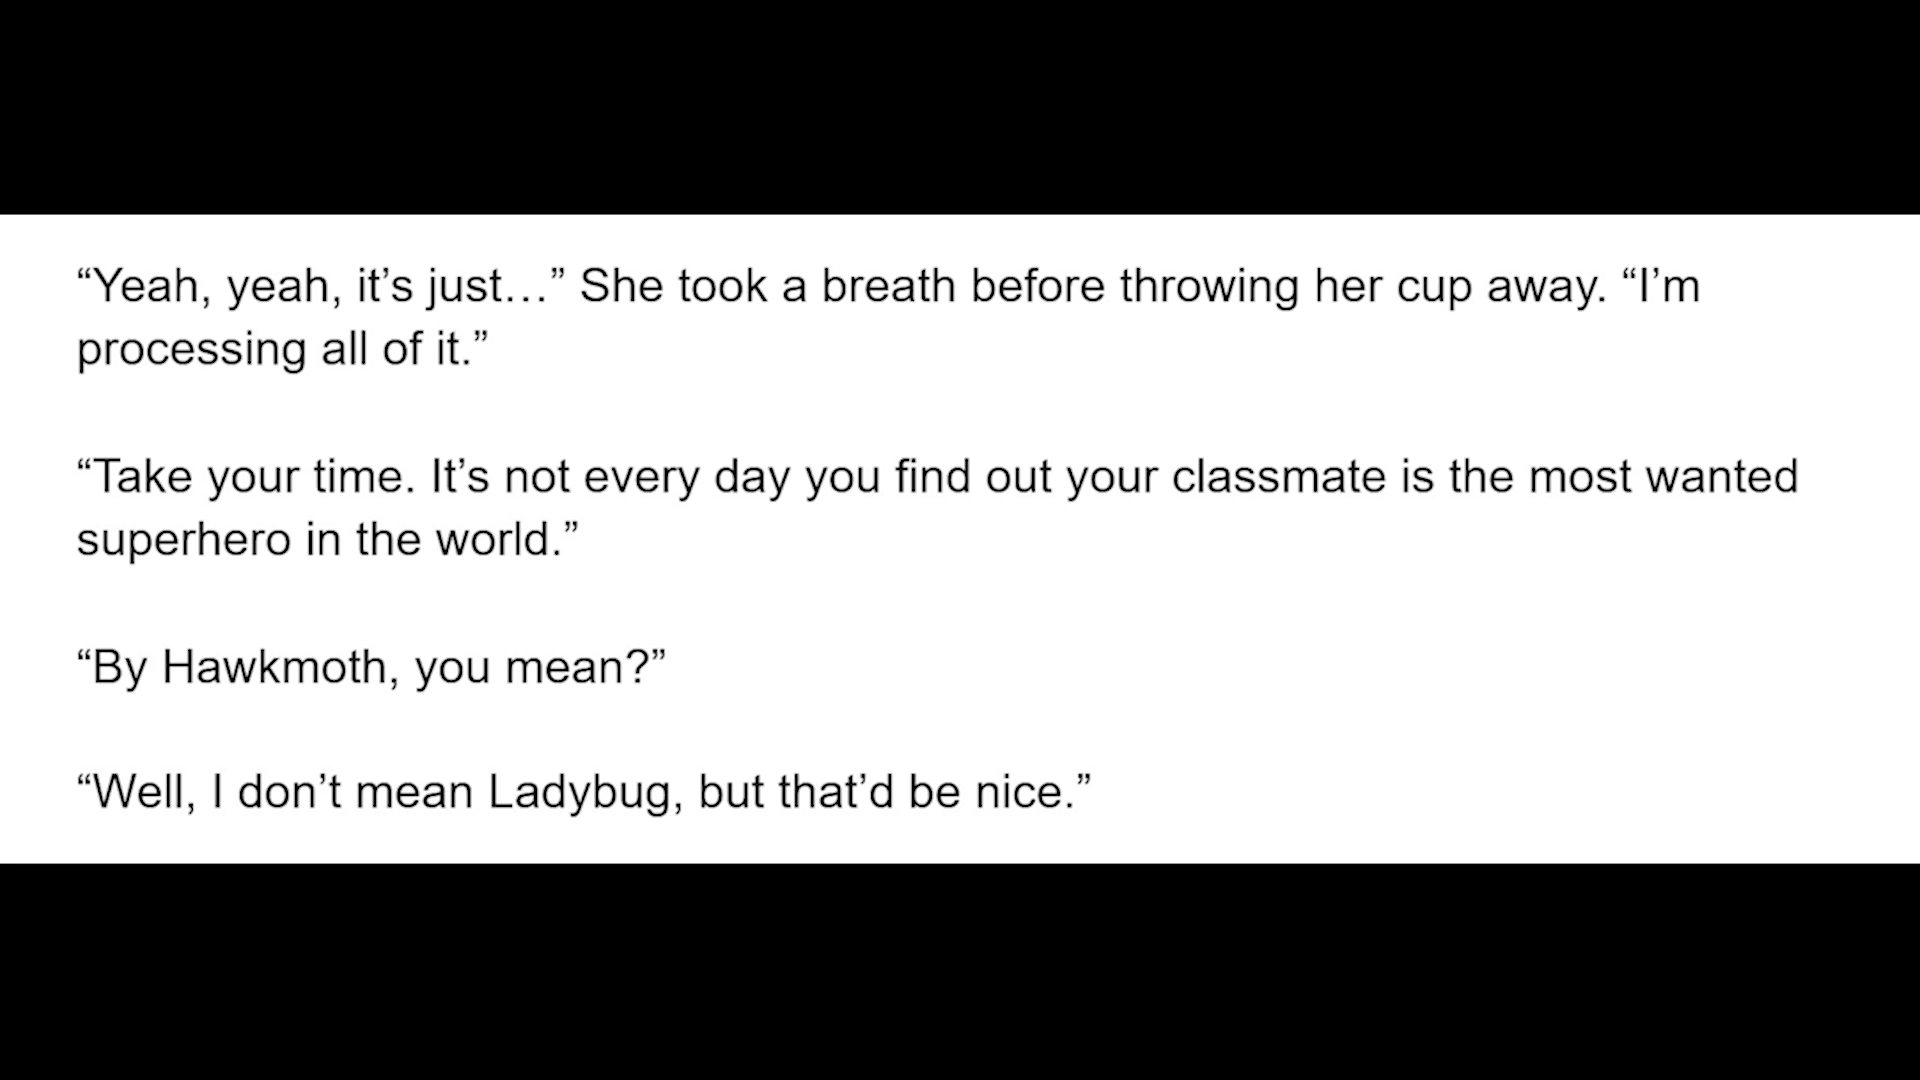 “Yeah, yeah, it’s just…” She took a breath before throwing her cup away. “I’m
processing all of it.”
“Take your time. It’s not every day you find out your classmate is the most wanted
superhero in the world.”
“By Hawkmoth, you mean?”
“Well, I don’t mean Ladybug, but that’d be nice.”